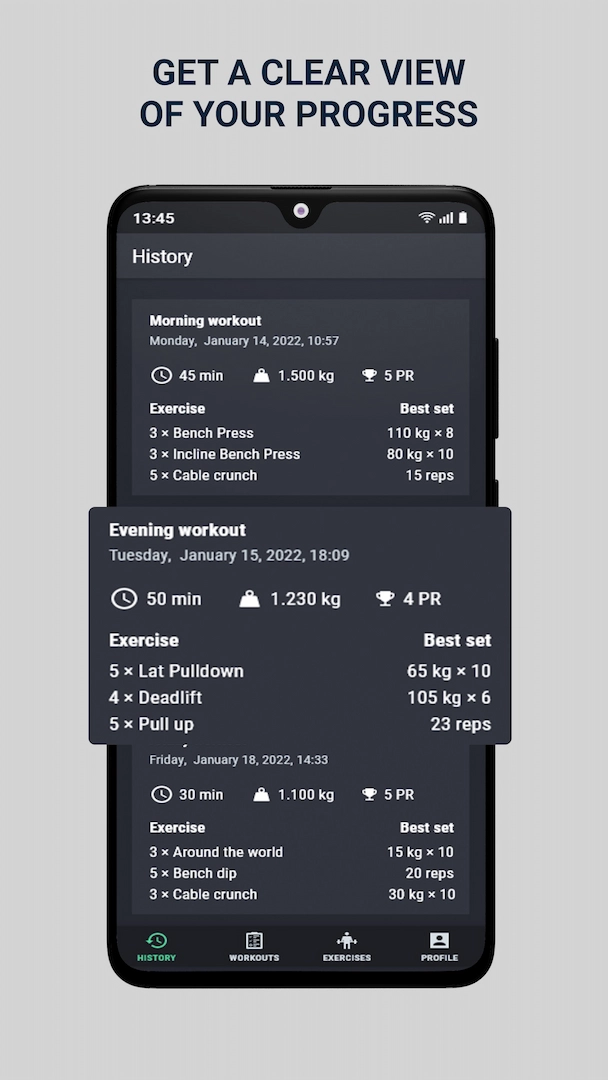 GET A CLEAR VIEW
OF YOUR PROGRESS
13:45
History
Morning workout
Monday, January 14, 2022, 10:57
45 min 1.500 kg 5 PR
Exercise Best set
3 × Bench Press 110 kg × 8
3 × Incline Bench Press 80 kg × 10
5 × Cable crunch 15 reps
Evening workout
Tuesday, January 15, 2022, 18:09
50 min 1.230 kg 4 PR
Exercise Best set
5 × Lat Pulldown 65 kg × 10
4 × Deadlift 105 kg × 6
5 × Pull up 23 reps
Friday, January 18, 2022, 14:33
30 min 1.100 kg 5 PR
Exercise Best set
3 × Around the world 15 kg × 10
5 × Bench dip 20 reps
3 × Cable crunch 30 kg × 10
HISTORY WORKOUTS EXERCISES PROFILE